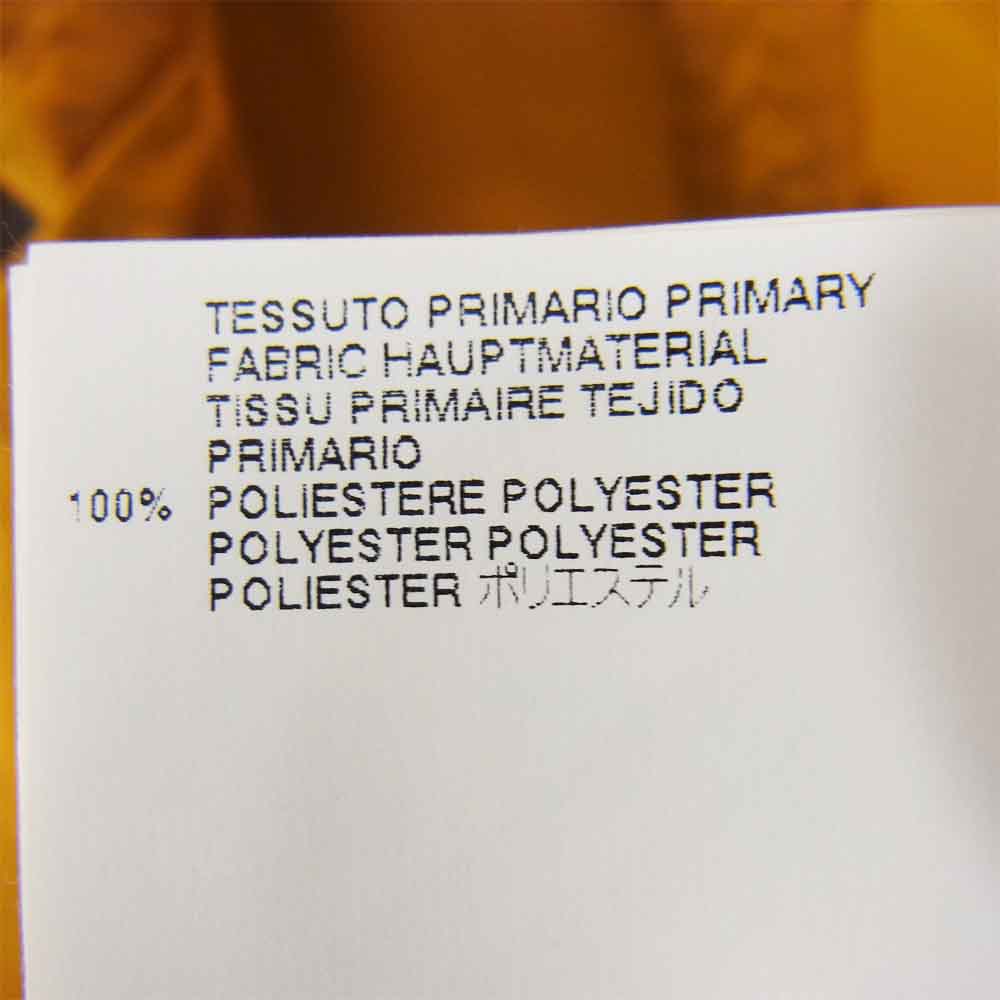 TESSUTO PRIMARIO PRIMARY
FABRIC HAUPTMATERIAL
TISSU PRIMAIRE TEJIDO
PRIMARIO
100% POLIESTERE POLYESTER
POLYESTER POLYESTER
POLIESTER ポリエステル